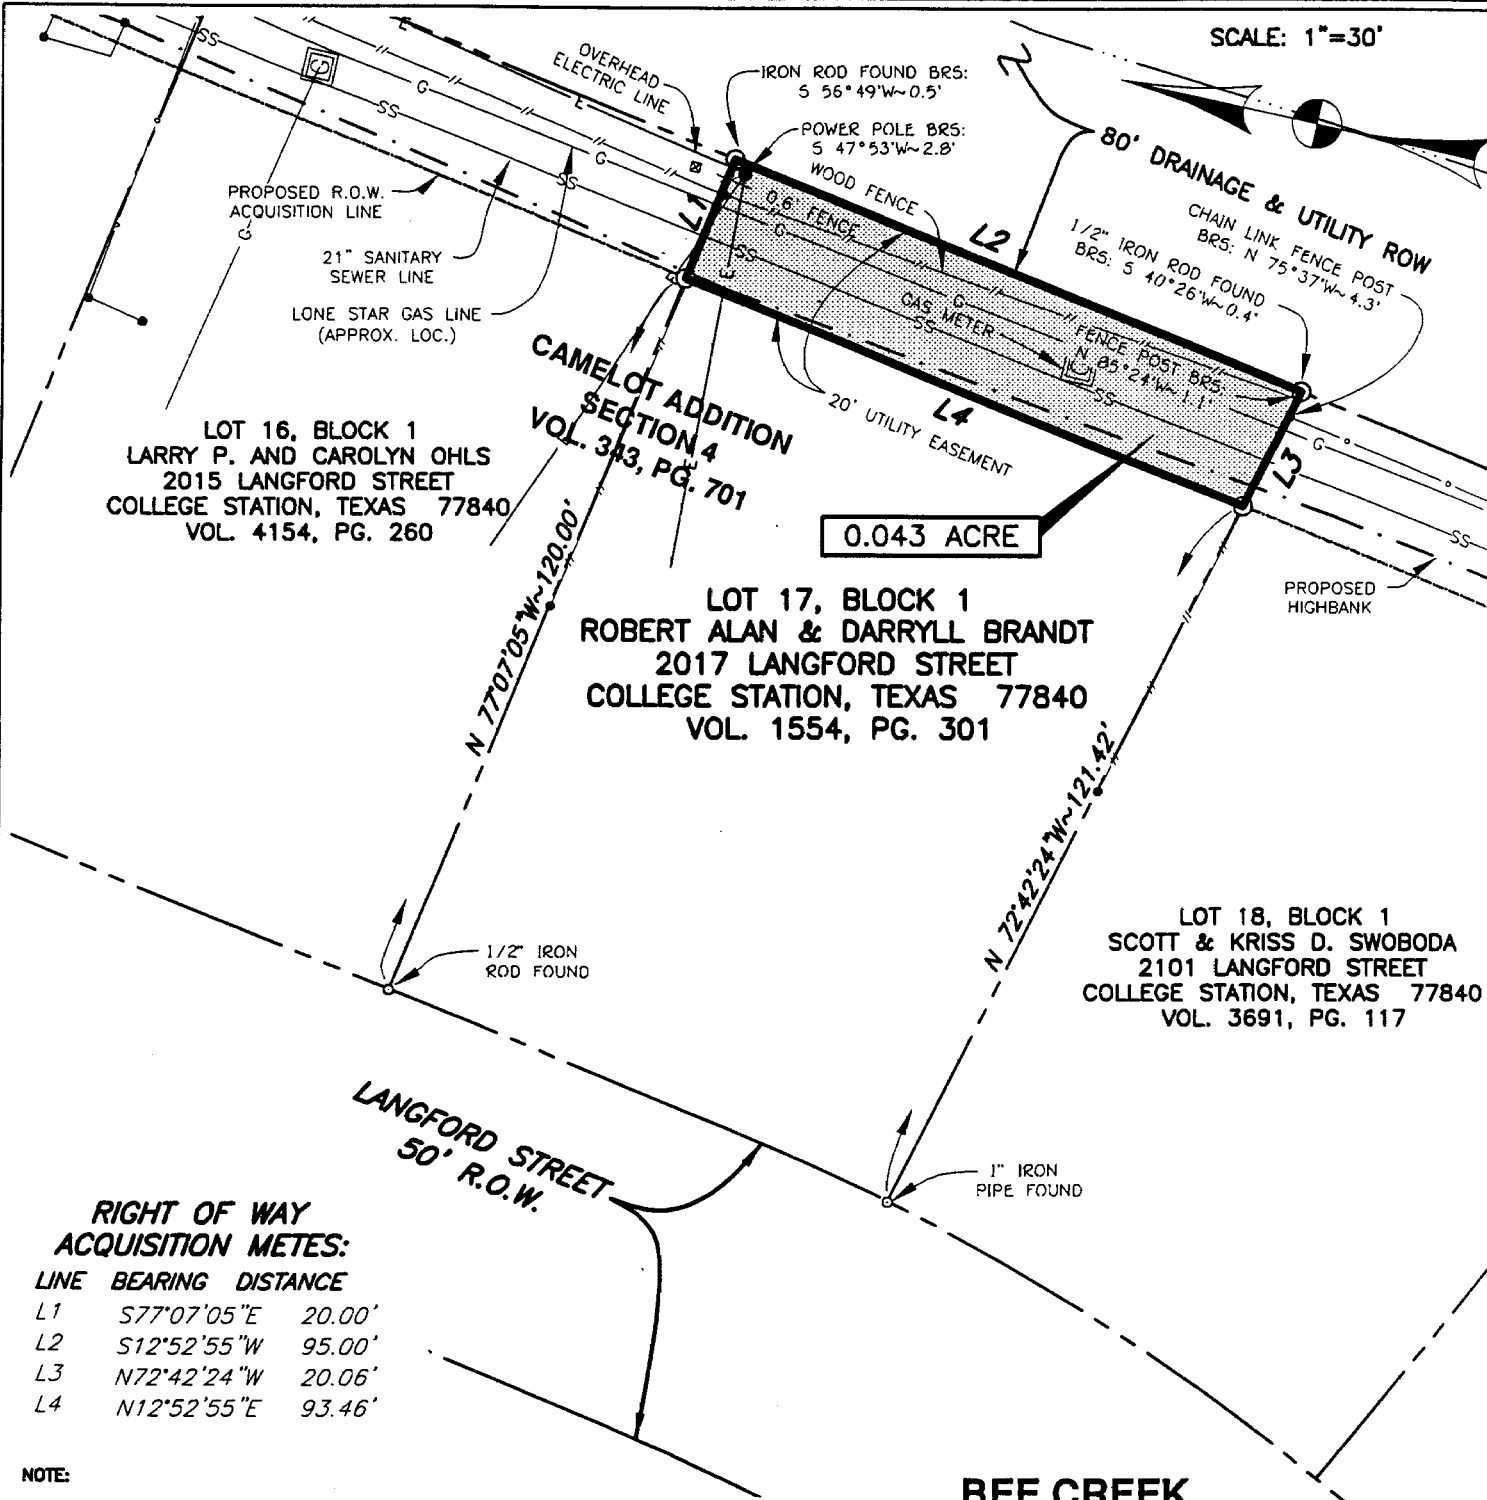 SCALE: 1"=30'
OVERHEAD
ELECTRIC LINE
IRON ROD FOUND BRS:
S 56°49'W~0.5'
POWER POLE BRS:
S 47°53'W~2.8'
WOOD FENCE
0.6' FENCE
80' DRAINAGE & UTILITY ROW
CHAIN LINK FENCE POST
BRS: N 75°37'W~4.3'
1/2" IRON ROD FOUND
BRS: S 40°26'W~0.4'
PROPOSED R.O.W.
ACQUISITION LINE
21" SANITARY
SEWER LINE
LONE STAR GAS LINE
(APPROX. LOC.)
L1
L2
L3
L4
GAS METER
FENCE POST BRS:
N 85°24'W~1.1'
20' UTILITY EASEMENT
CAMELOT ADDITION
SECTION 4
VOL. 343, PG. 701
0.043 ACRE
PROPOSED
HIGHBANK
LOT 16, BLOCK 1
LARRY P. AND CAROLYN OHLS
2015 LANGFORD STREET
COLLEGE STATION, TEXAS 77840
VOL. 4154, PG. 260
LOT 17, BLOCK 1
ROBERT ALAN & DARRYLL BRANDT
2017 LANGFORD STREET
COLLEGE STATION, TEXAS 77840
VOL. 1554, PG. 301
N 77°07'05"W~120.00'
N 72°42'24"W~121.42'
LOT 18, BLOCK 1
SCOTT & KRISS D. SWOBODA
2101 LANGFORD STREET
COLLEGE STATION, TEXAS 77840
VOL. 3691, PG. 117
1/2" IRON
ROD FOUND
1" IRON
PIPE FOUND
LANGFORD STREET
50' R.O.W.
RIGHT OF WAY
ACQUISITION METES:
LINE BEARING DISTANCE
L1 S77°07'05"E 20.00'
L2 S12°52'55"W 95.00'
L3 N72°42'24"W 20.06'
L4 N12°52'55"E 93.46'
NOTE:
BEE CREEK